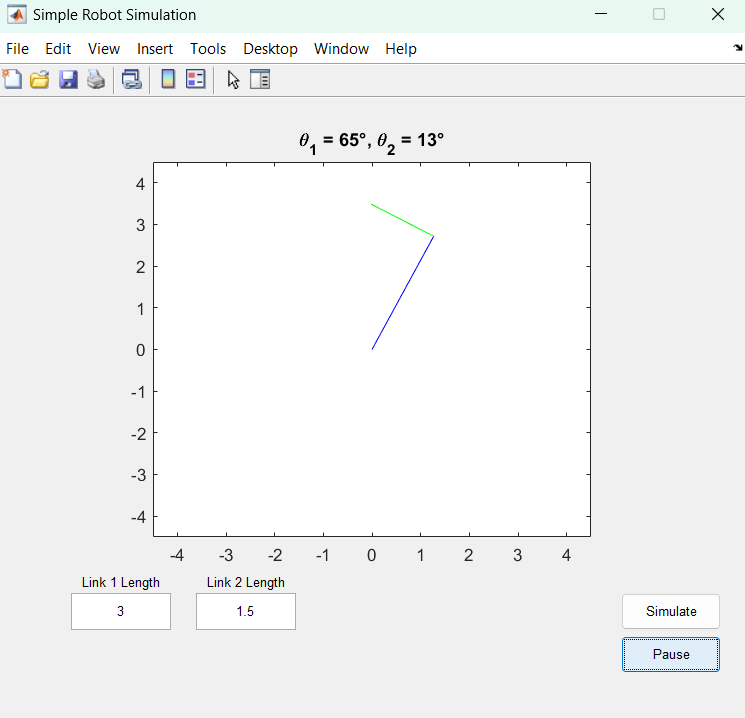 Simple Robot Simulation
File Edit View Insert Tools Desktop Window Help
θ₁ = 65°, θ₂ = 13°
4
3
2
1
0
-1
-2
-3
-4
-4 -3 -2 -1 0 1 2 3 4
Link 1 Length Link 2 Length
3 1.5
Simulate
Pause